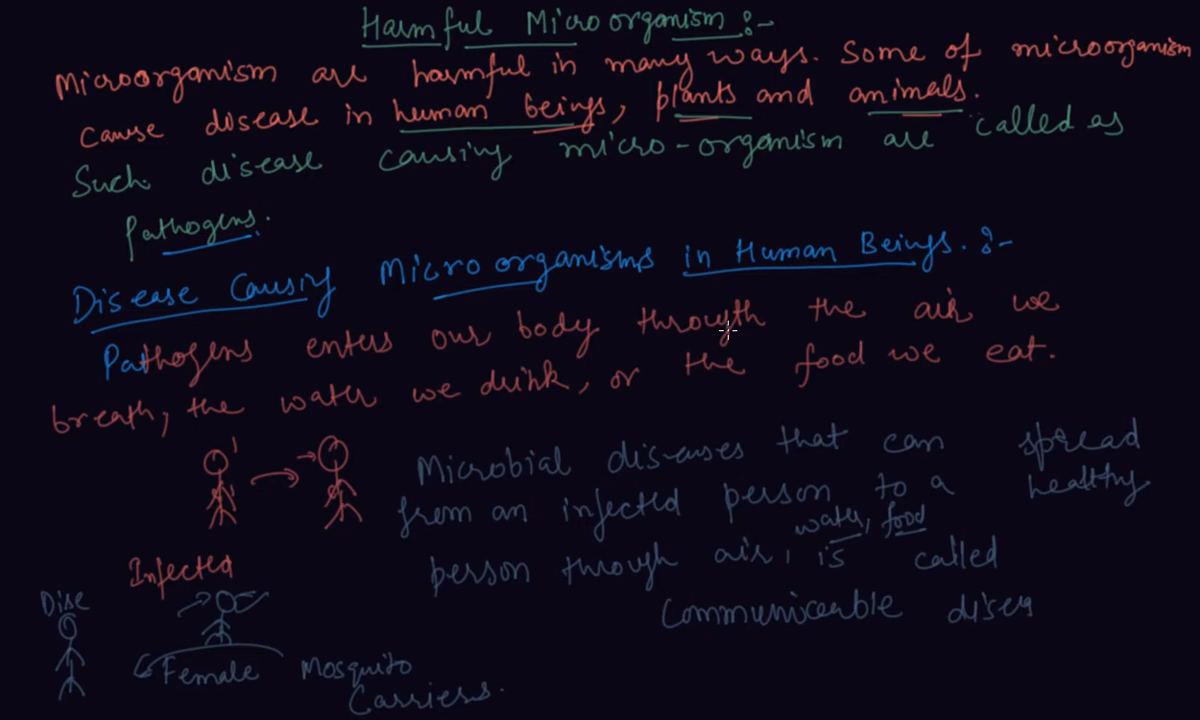 Harmful Microorganism :-
Microorganism are harmful in many ways. Some of microorganism
cause disease in human beings, plants and animals.
Such disease causing micro-organism are called as
Pathogens.
Disease Causing Microorganisms in Human Beings. :-
Pathogens enters our body through the air we
breath, the water we drink, or the food we eat.
Microbial diseases that can spread
from an infected person to a healthy
water, food
person through air, is called
Communicable
Infected
Dise
Female Mosquito
Carriers.